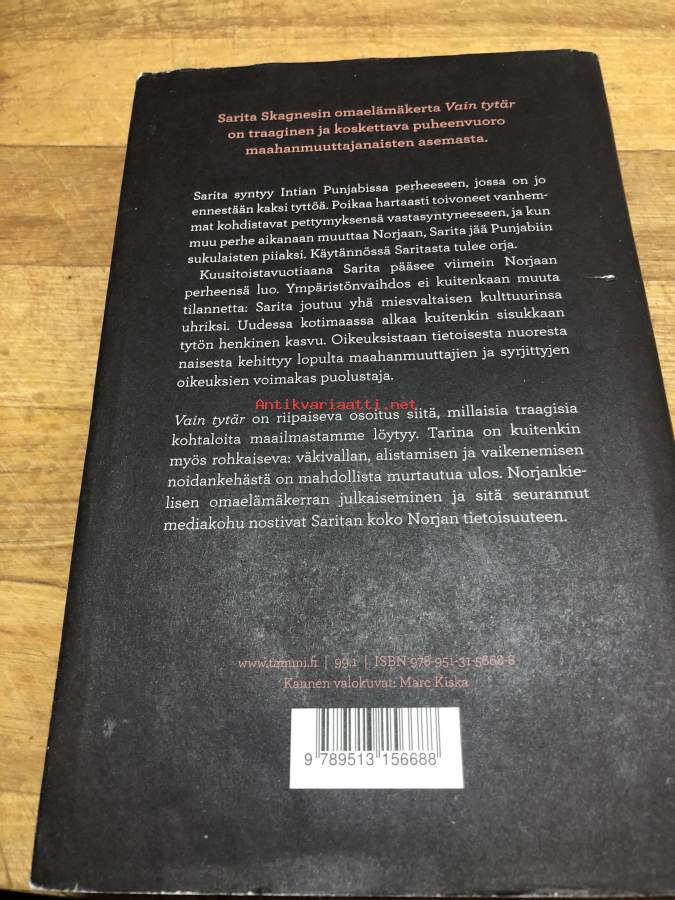 Sarita Skagnesin omaelämäkerta Vain tytär
on traaginen ja koskettava puheenvuoro
maahanmuuttajanaisten asemasta.
Sarita syntyy Intian Punjabissa perheeseen, jossa on jo
ennestään kaksi tyttöä. Poikaa hartaasti toivoneet vanhem-
mat kohdistavat pettymyksensä vastasyntyneeseen, ja kun
muu perhe aikanaan muuttaa Norjaan, Sarita jää Punjabiin
sukulaisten piiaksi. Käytännössä Saritasta tulee orja.
Kuusitoistavuotiaana Sarita pääsee viimein Norjaan
perheensä luo. Ympäristönvaihdos ei kuitenkaan muuta
tilannetta: Sarita joutuu yhä miesvaltaisen kulttuurinsa
uhriksi. Uudessa kotimaassa alkaa kuitenkin sisukkaan
tytön henkinen kasvu. Oikeuksistaan tietoisesta nuoresta
naisesta kehittyy lopulta maahanmuuttajien ja syrjittyjen
oikeuksien voimakas puolustaja.
Antikvariaatti.net
Vain tytär on riipaiseva osoitus siitä, millaisia traagisia
kohtaloita maailmastamme löytyy. Tarina on kuitenkin
myös rohkaiseva: väkivallan, alistamisen ja vaikenemisen
noidankehästä on mahdollista murtautua ulos. Norjankie-
lisen omaelämäkerran julkaiseminen ja sitä seurannut
mediakohu nostivat Saritan koko Norjan tietoisuuteen.
www.tammi.fi | 99.1 | ISBN 978-951-31-5668-8
Kannen valokuvat: Marc Kiska
9 789513 156688